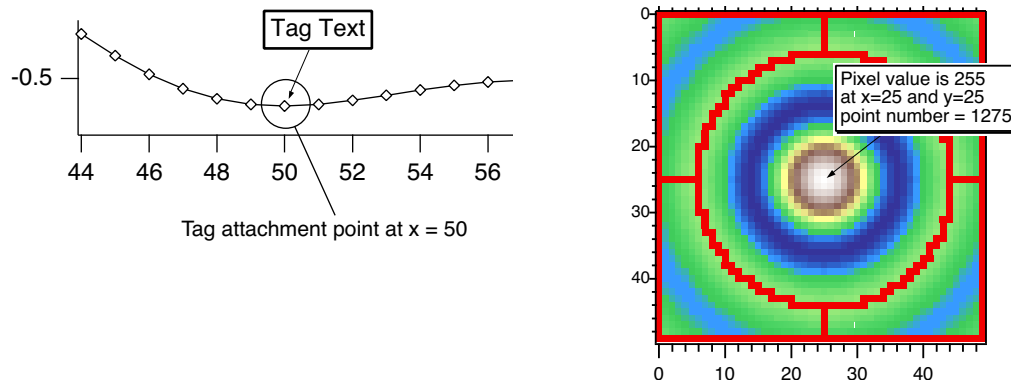 Tag Text
-0.5
44 46 48 50 52 54 56
Tag attachment point at x = 50
0
10
20
30
40
Pixel value is 255
at x=25 and y=25
point number = 1275
0 10 20 30 40